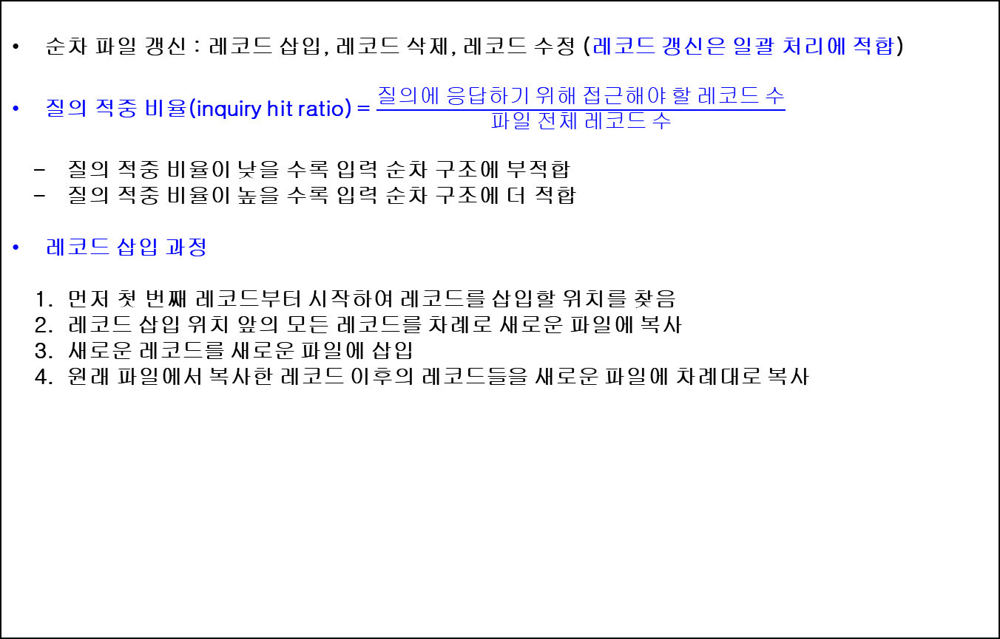 • 순차 파일 갱신 : 레코드 삽입, 레코드 삭제, 레코드 수정 (레코드 갱신은 일괄 처리에 적합)
• 질의 적중 비율(inquiry hit ratio) = 질의에 응답하기 위해 접근해야 할 레코드 수
파일 전체 레코드 수
– 질의 적중 비율이 낮을 수록 입력 순차 구조에 부적합
– 질의 적중 비율이 높을 수록 입력 순차 구조에 더 적합
• 레코드 삽입 과정
1. 먼저 첫 번째 레코드부터 시작하여 레코드를 삽입할 위치를 찾음
2. 레코드 삽입 위치 앞의 모든 레코드를 차례로 새로운 파일에 복사
3. 새로운 레코드를 새로운 파일에 삽입
4. 원래 파일에서 복사한 레코드 이후의 레코드들을 새로운 파일에 차례대로 복사